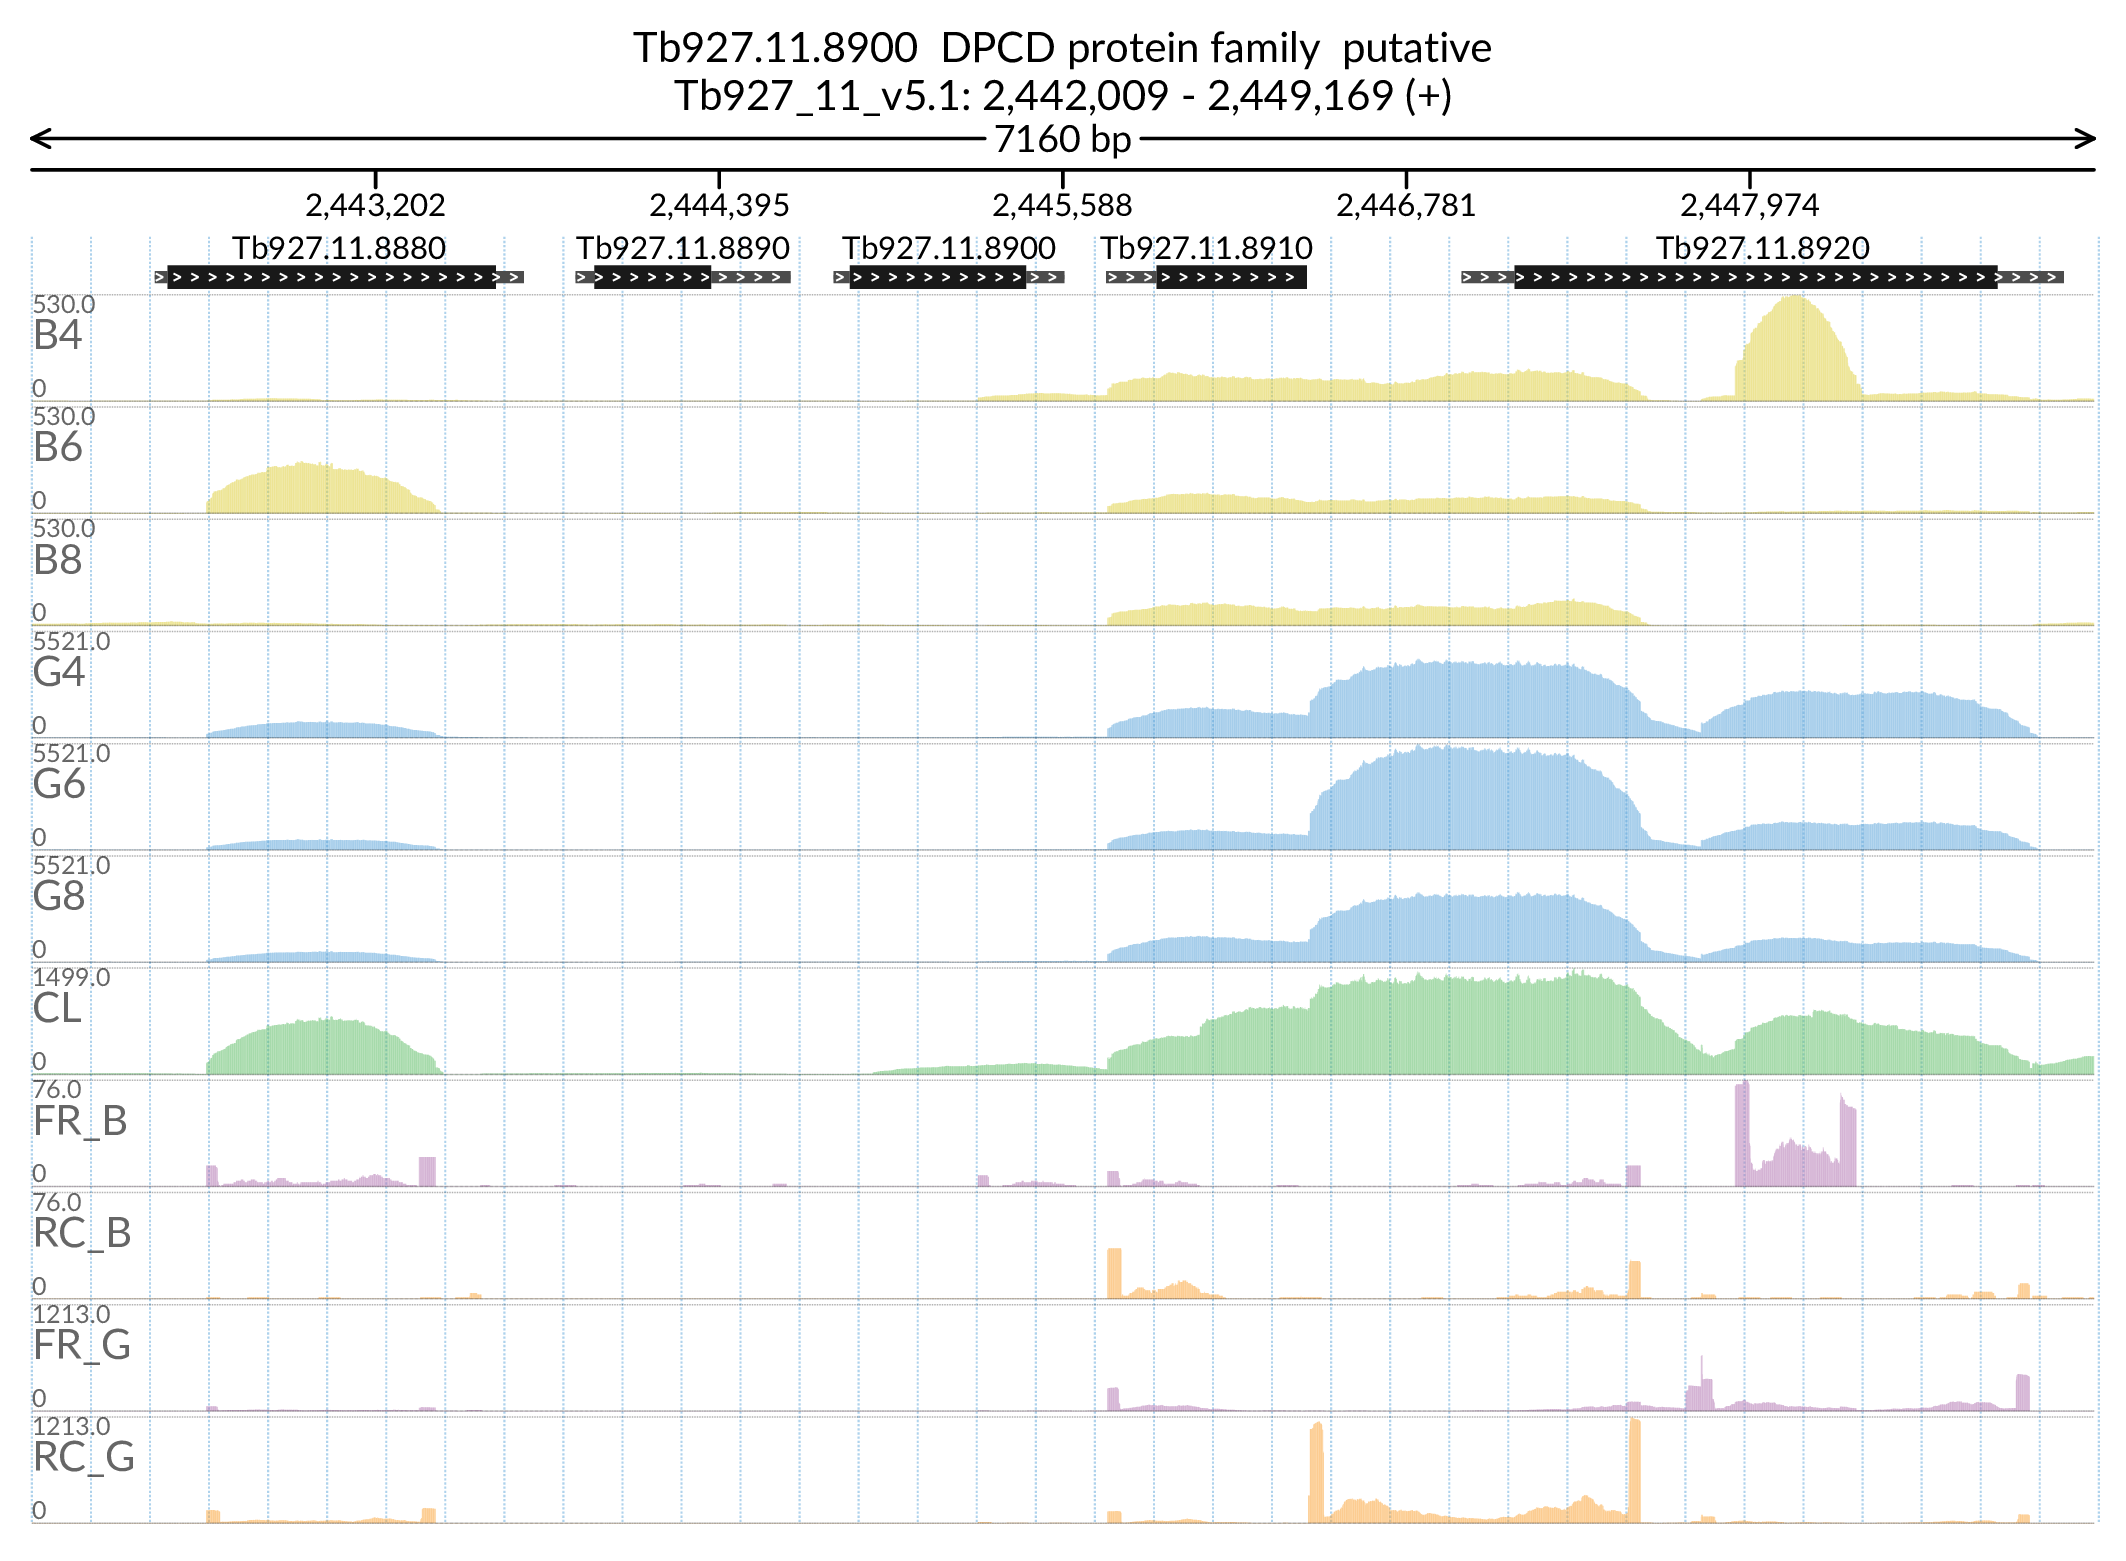 Tb927.11.8900  DPCD protein family  putative
Tb927_11_v5.1: 2,442,009 - 2,449,169 (+)
7160 bp
2,443,202 2,444,395 2,445,588 2,446,781 2,447,974
Tb927.11.8880 Tb927.11.8890 Tb927.11.8900 Tb927.11.8910 Tb927.11.8920
530.0
B4
0
530.0
B6
0
530.0
B8
0
5521.0
G4
0
5521.0
G6
0
5521.0
G8
0
1499.0
CL
0
76.0
FR_B
0
76.0
RC_B
0
1213.0
FR_G
0
1213.0
RC_G
0